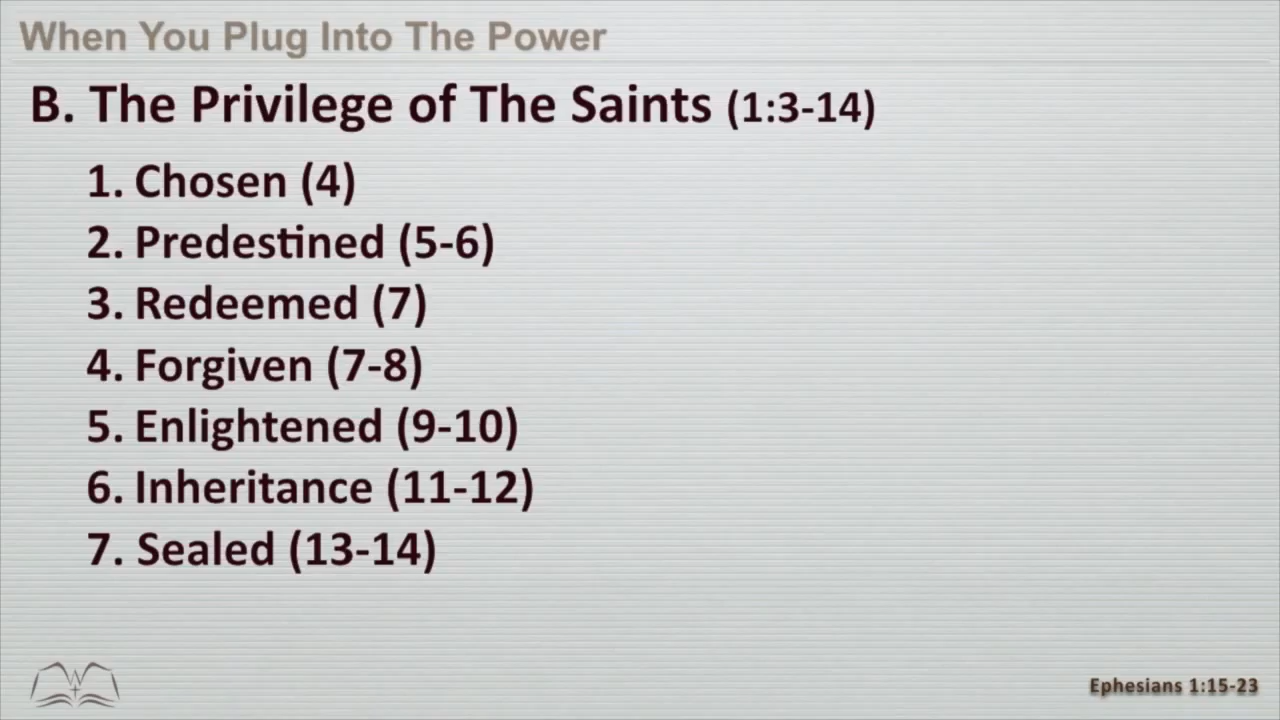 When You Plug Into The Power
B. The Privilege of The Saints (1:3-14)
1. Chosen (4)
2. Predestined (5-6)
3. Redeemed (7)
4. Forgiven (7-8)
5. Enlightened (9-10)
6. Inheritance (11-12)
7. Sealed (13-14)
Ephesians 1:15-23